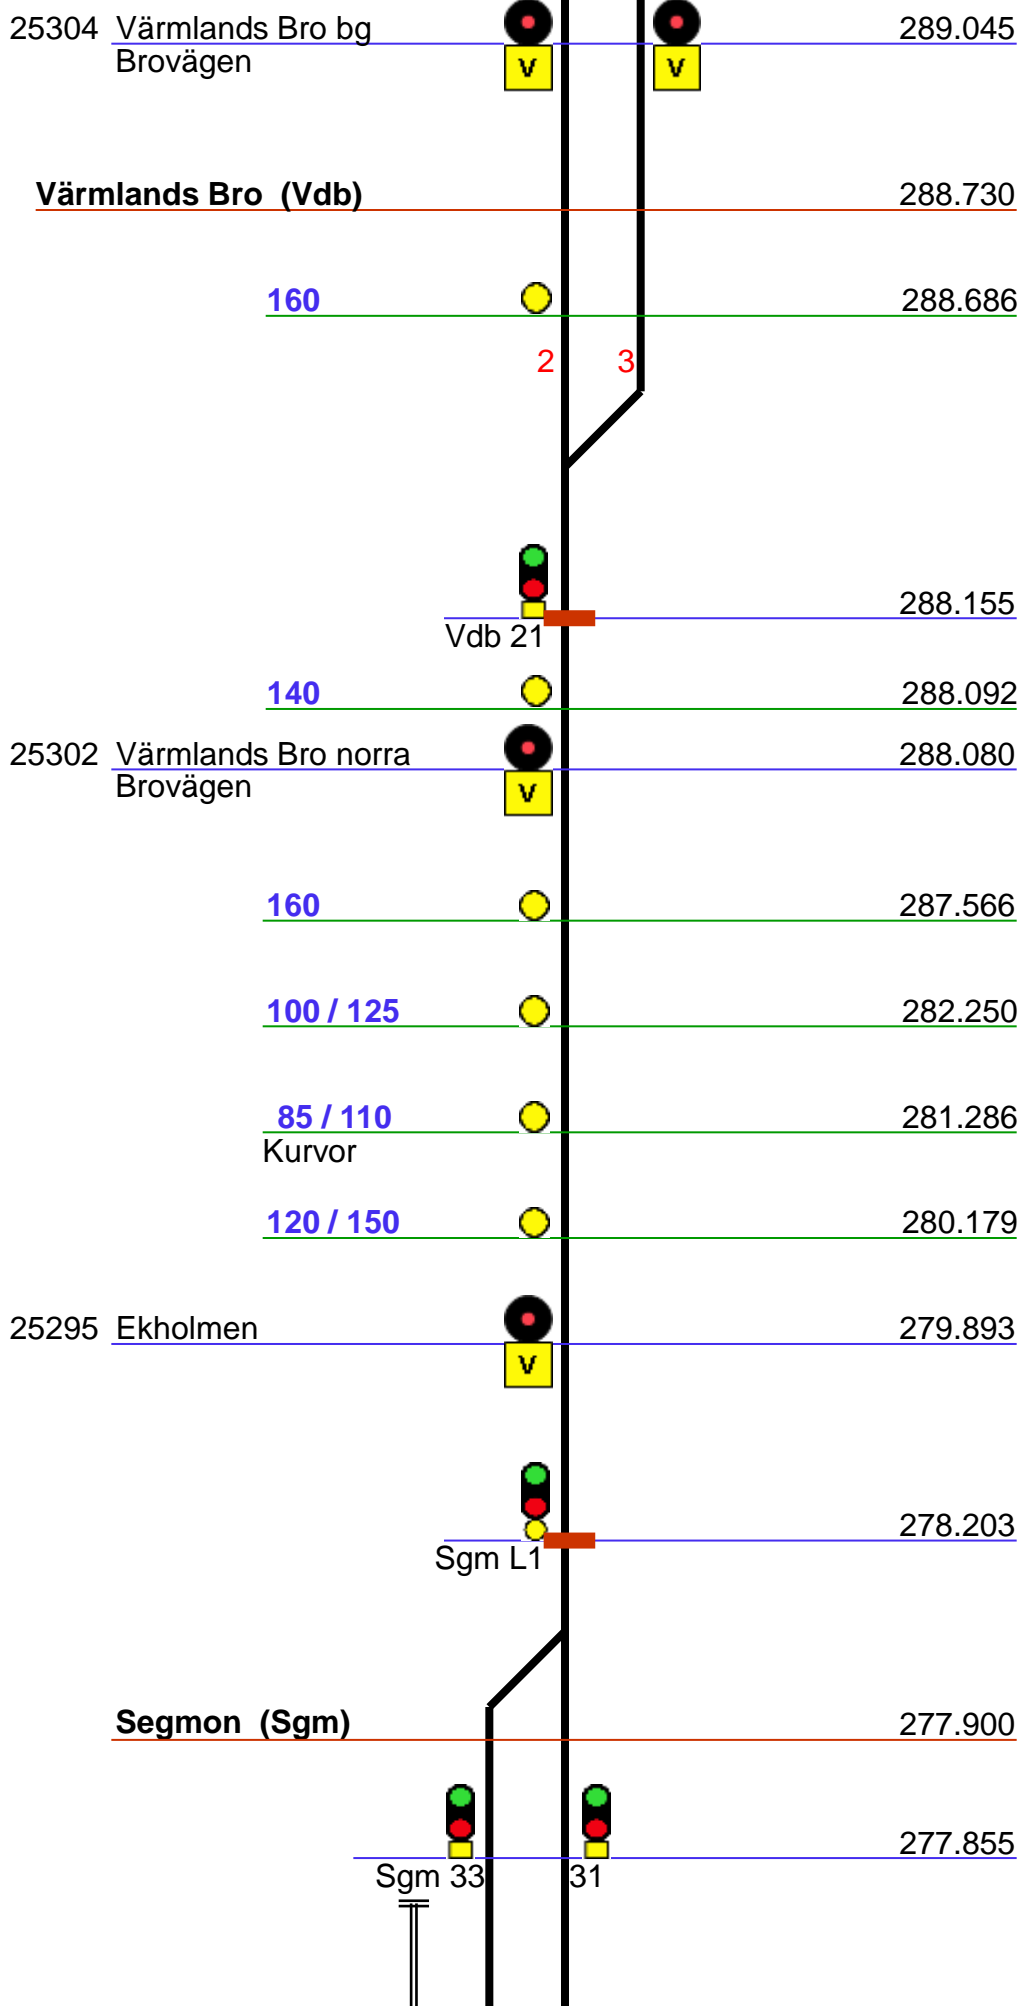 25304 Värmlands Bro bg 289.045
Brovägen
V V
Värmlands Bro (Vdb) 288.730
160 288.686
2 3
288.155
Vdb 21
140 288.092
25302 Värmlands Bro norra 288.080
Brovägen
V
160 287.566
100 / 125 282.250
85 / 110 281.286
Kurvor
120 / 150 280.179
25295 Ekholmen 279.893
V
278.203
Sgm L1
Segmon (Sgm) 277.900
277.855
Sgm 33 31